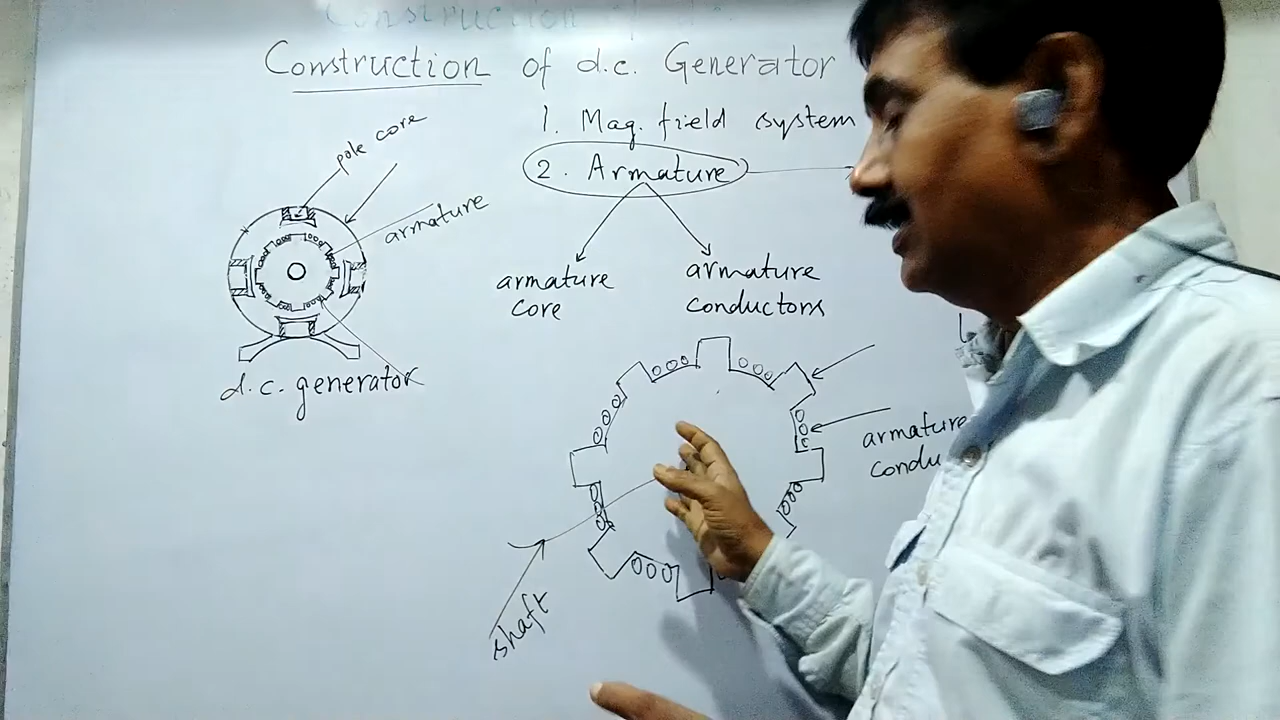 Construction of d.c. Generator
1. Mag. field system
2. Armature
armature
core
armature
conductors
pole core
armature
d.c. generator
armature
condu
shaft